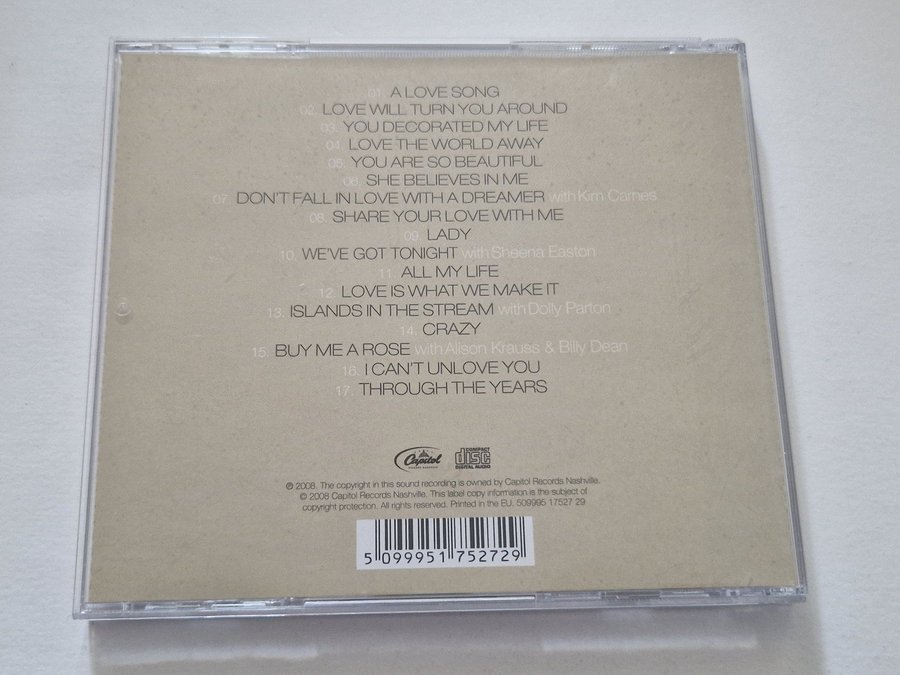 01. A LOVE SONG
02. LOVE WILL TURN YOU AROUND
03. YOU DECORATED MY LIFE
04. LOVE THE WORLD AWAY
05. YOU ARE SO BEAUTIFUL
06. SHE BELIEVES IN ME
07. DON'T FALL IN LOVE WITH A DREAMER with Kim Carnes
08. SHARE YOUR LOVE WITH ME
09. LADY
10. WE'VE GOT TONIGHT with Sheena Easton
11. ALL MY LIFE
12. LOVE IS WHAT WE MAKE IT
13. ISLANDS IN THE STREAM with Dolly Parton
14. CRAZY
15. BUY ME A ROSE with Alison Krauss & Billy Dean
16. I CAN'T UNLOVE YOU
17. THROUGH THE YEARS
Capitol
COMPACT
disc
DIGITAL AUDIO
℗ 2008. The copyright in this sound recording is owned by Capitol Records Nashville.
© 2008 Capitol Records Nashville. This label copy information is the subject of
copyright protection. All rights reserved. Printed in the EU. 509995 17527 29
5 099951 752729